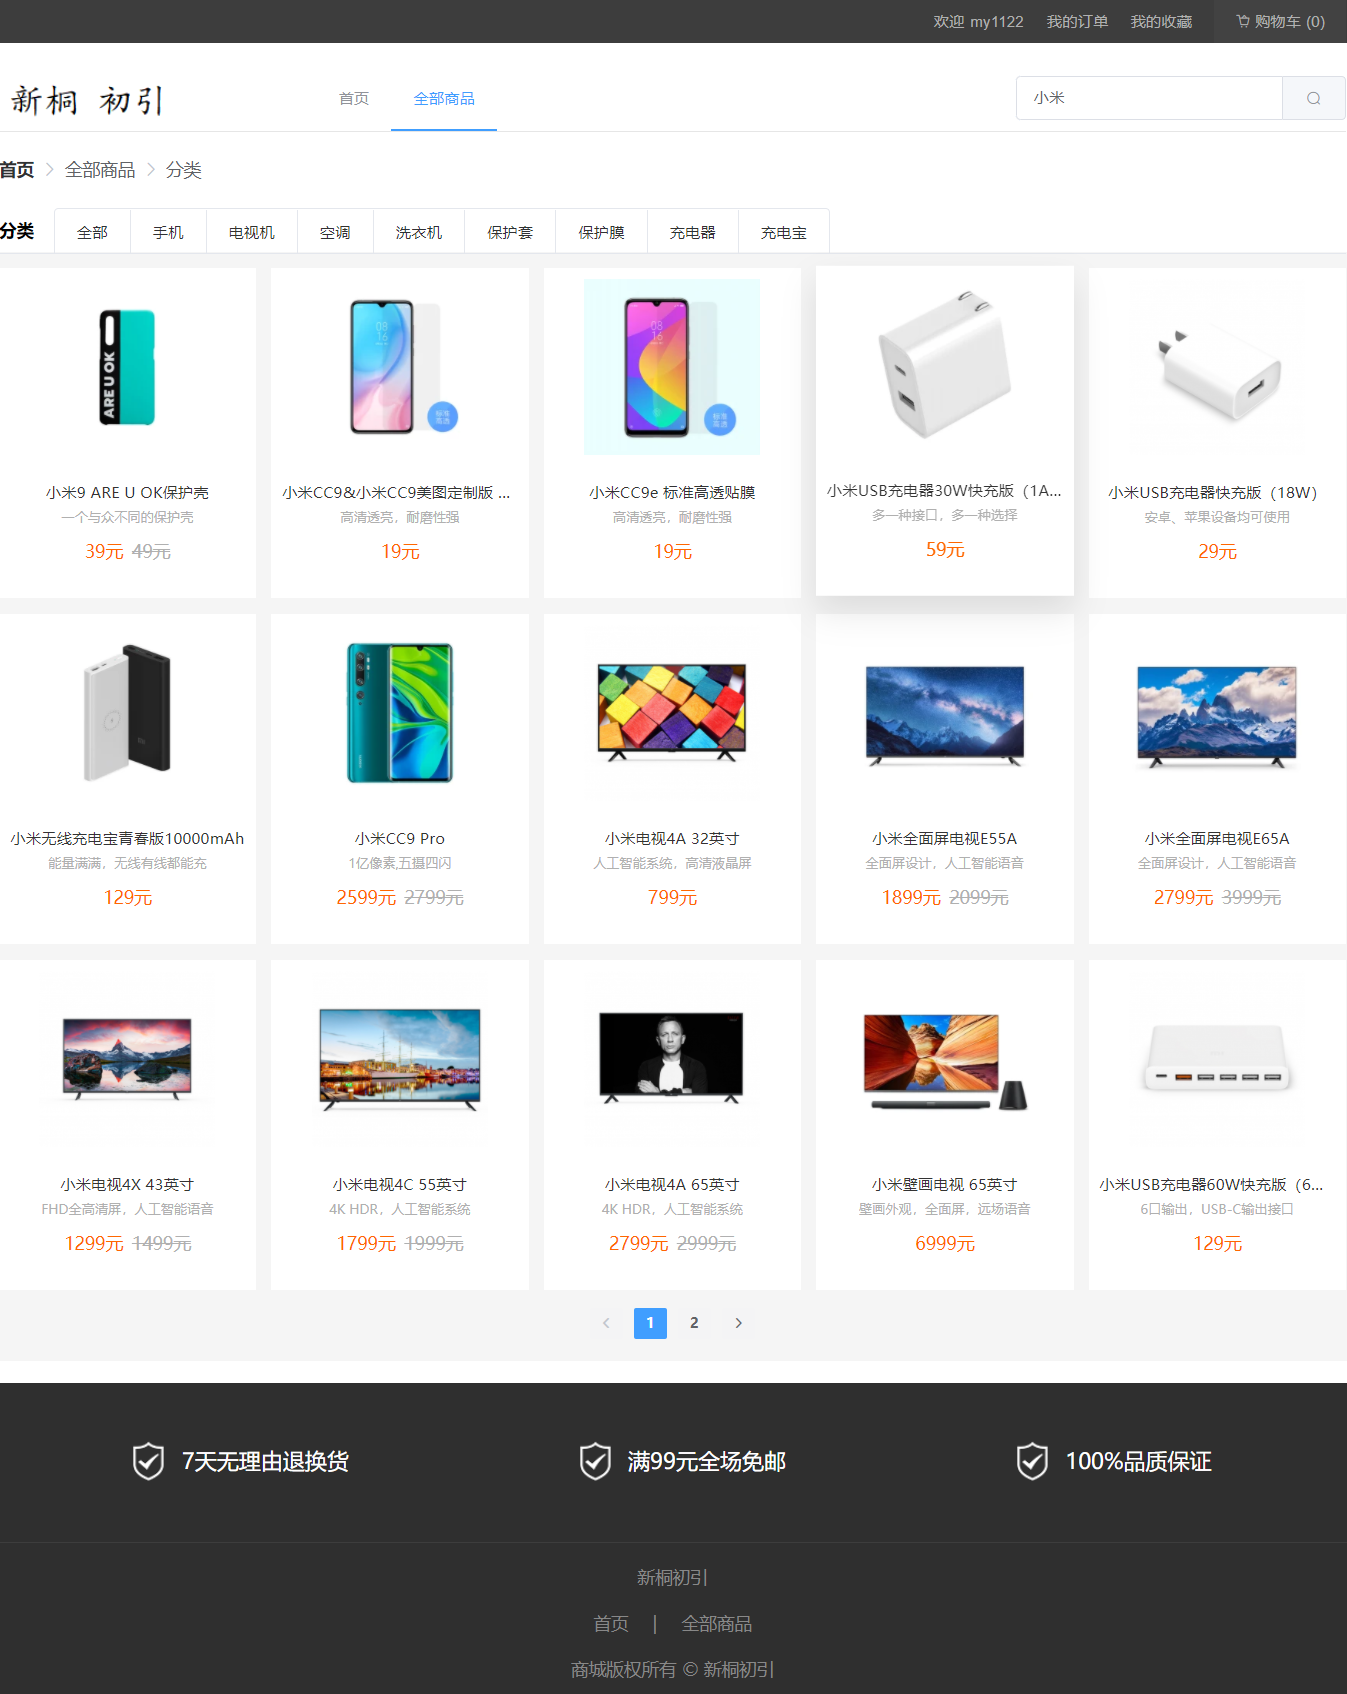 欢迎 my1122 我的订单 我的收藏 购物车 (0)
新桐 初引 首页 全部商品 小米
首页 > 全部商品 > 分类
分类 全部 手机 电视机 空调 洗衣机 保护套 保护膜 充电器 充电宝
ARE U OK
08
16
标准
高透
08
16
标准
高透
小米9 ARE U OK保护壳
一个与众不同的保护壳
39元 49元
小米CC9&小米CC9美图定制版 ...
高清透亮，耐磨性强
19元
小米CC9e 标准高透贴膜
高清透亮，耐磨性强
19元
小米USB充电器30W快充版（1A...
多一种接口，多一种选择
59元
小米USB充电器快充版（18W）
安卓、苹果设备均可使用
29元
小米无线充电宝青春版10000mAh
能量满满，无线有线都能充
129元
小米CC9 Pro
1亿像素,五摄四闪
2599元 2799元
小米电视4A 32英寸
人工智能系统，高清液晶屏
799元
小米全面屏电视E55A
全面屏设计，人工智能语音
1899元 2099元
小米全面屏电视E65A
全面屏设计，人工智能语音
2799元 3999元
小米电视4X 43英寸
FHD全高清屏，人工智能语音
1299元 1499元
小米电视4C 55英寸
4K HDR，人工智能系统
1799元 1999元
小米电视4A 65英寸
4K HDR，人工智能系统
2799元 2999元
小米壁画电视 65英寸
壁画外观，全面屏，远场语音
6999元
小米USB充电器60W快充版（6...
6口输出，USB-C输出接口
129元
< 1 2 >
7天无理由退换货 满99元全场免邮 100%品质保证
新桐初引
首页 | 全部商品
商城版权所有 © 新桐初引